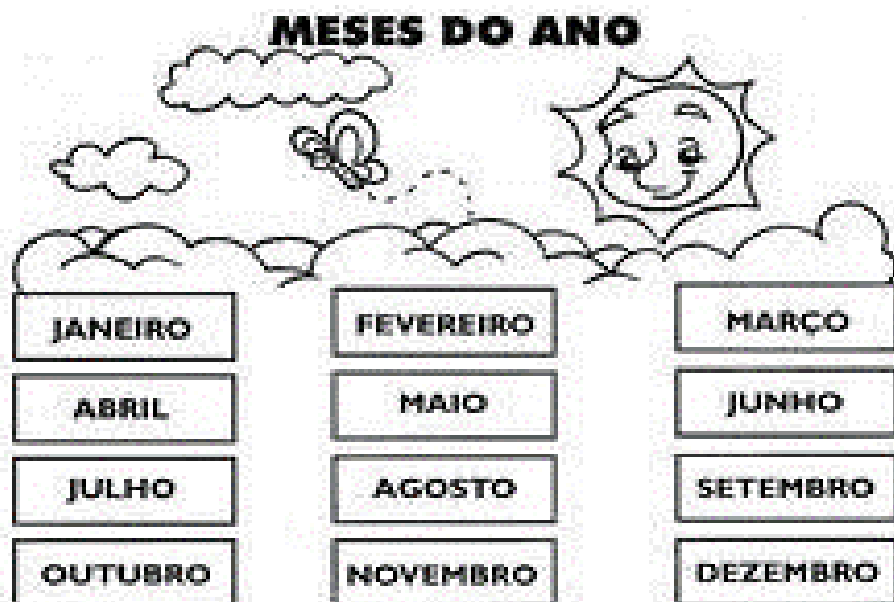 MESES DO ANO
JANEIRO FEVEREIRO MARÇO
ABRIL MAIO JUNHO
JULHO AGOSTO SETEMBRO
OUTUBRO NOVEMBRO DEZEMBRO